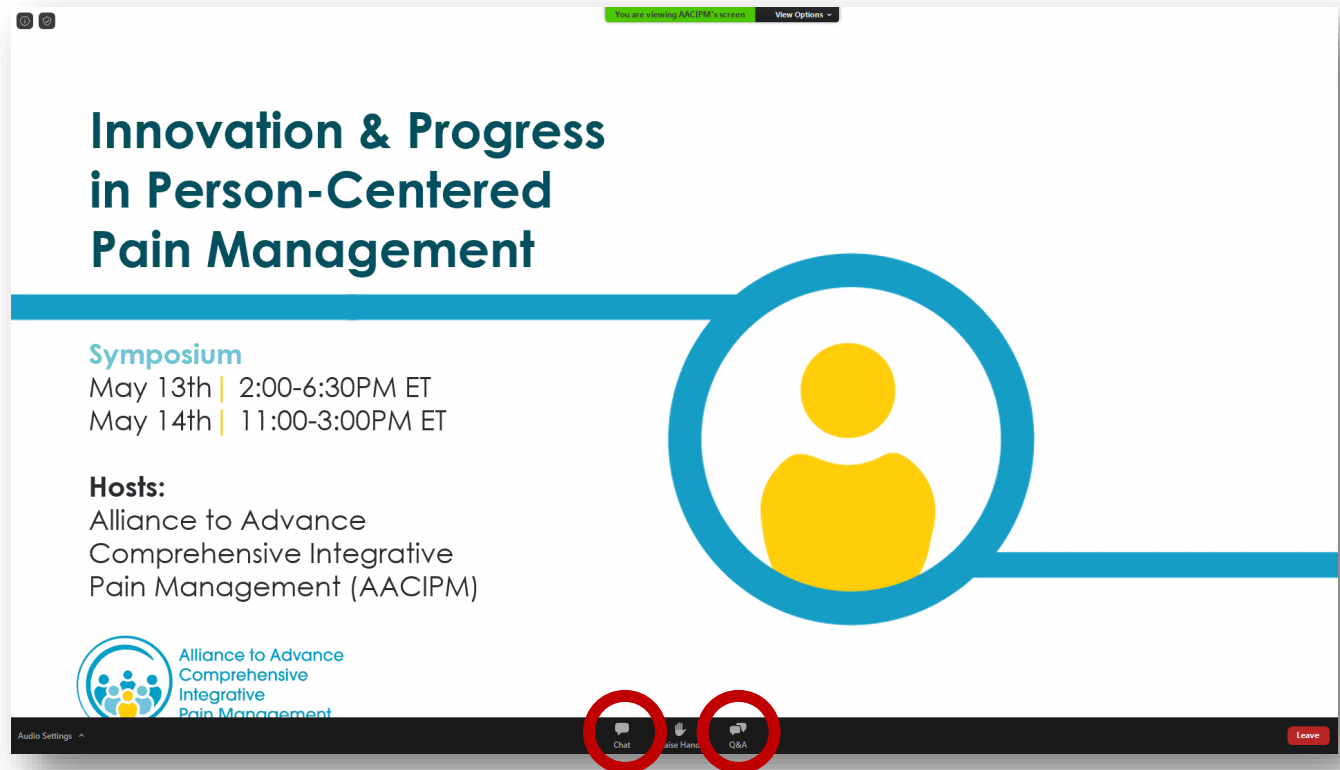 You are viewing AACIPM's screen View Options
Innovation & Progress
in Person-Centered
Pain Management
Symposium
May 13th| 2:00-6:30PM ET
May 14th| 11:00-3:00PM ET
Hosts:
Alliance to Advance
Comprehensive Integrative
Pain Management (AACIPM)
Alliance to Advance
Comprehensive
Integrative
Pain Management
Audio Settings Chat aise Hand Q&A Leave